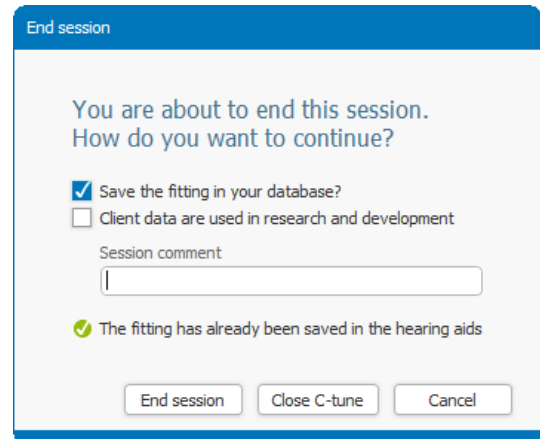 End session
You are about to end this session.
How do you want to continue?
Save the fitting in your database?
Client data are used in research and development
Session comment
The fitting has already been saved in the hearing aids
End session Close C-tune Cancel